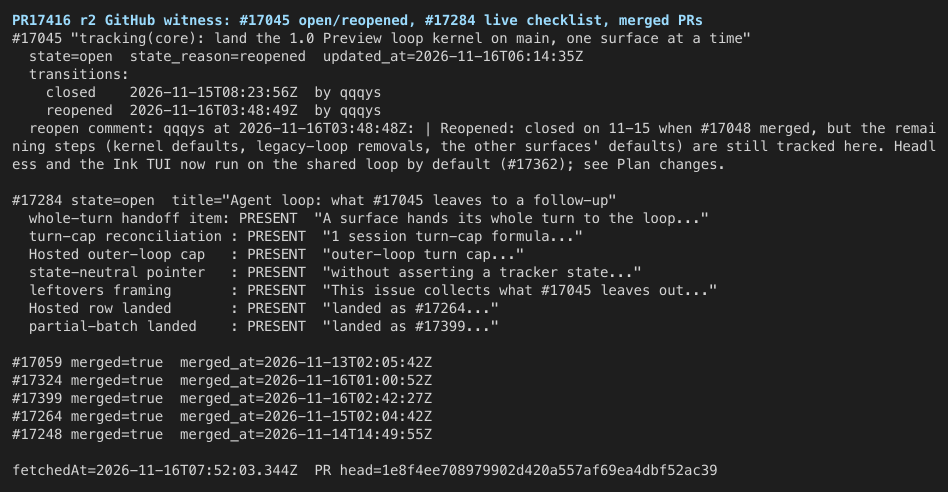 PR17416 r2 GitHub witness: #17045 open/reopened, #17284 live checklist, merged PRs
#17045 "tracking(core): land the 1.0 Preview loop kernel on main, one surface at a time"
state=open  state_reason=reopened  updated_at=2026-11-16T06:14:35Z
transitions:
closed    2026-11-15T08:23:56Z  by qqqys
reopened  2026-11-16T03:48:49Z  by qqqys
reopen comment: qqqys at 2026-11-16T03:48:48Z: | Reopened: closed on 11-15 when #17048 merged, but the remai
ning steps (kernel defaults, legacy-loop removals, the other surfaces' defaults) are still tracked here. Headl
ess and the Ink TUI now run on the shared loop by default (#17362); see Plan changes.
#17284 state=open  title="Agent loop: what #17045 leaves to a follow-up"
whole-turn handoff item: PRESENT  "A surface hands its whole turn to the loop..."
turn-cap reconciliation : PRESENT  "1 session turn-cap formula..."
Hosted outer-loop cap   : PRESENT  "outer-loop turn cap..."
state-neutral pointer   : PRESENT  "without asserting a tracker state..."
leftovers framing       : PRESENT  "This issue collects what #17045 leaves out..."
Hosted row landed       : PRESENT  "landed as #17264..."
partial-batch landed    : PRESENT  "landed as #17399..."
#17059 merged=true  merged_at=2026-11-13T02:05:42Z
#17324 merged=true  merged_at=2026-11-16T01:00:52Z
#17399 merged=true  merged_at=2026-11-16T02:42:27Z
#17264 merged=true  merged_at=2026-11-15T02:04:42Z
#17248 merged=true  merged_at=2026-11-14T14:49:55Z
fetchedAt=2026-11-16T07:52:03.344Z  PR head=1e8f4ee708979902d420a557af69ea4dbf52ac39